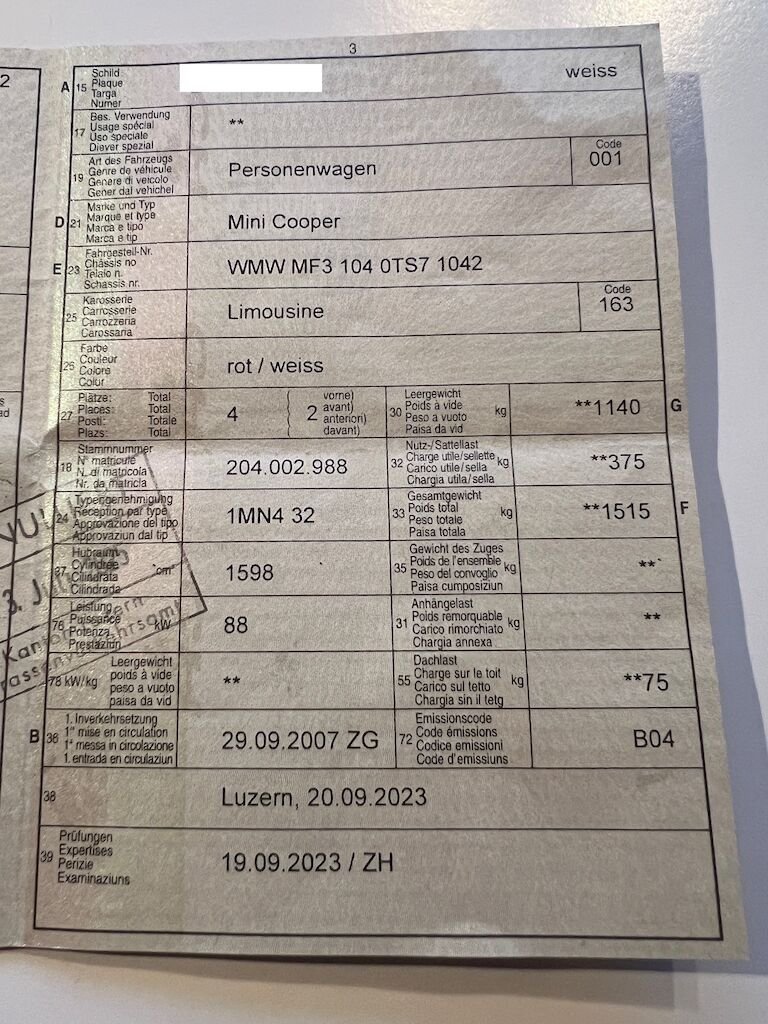 3
2
A 15 Schild
Plaque
Targa
Numer
weiss
17 Bes. Verwendung
Usage spécial
Uso speciale
Diever spezial
**
19 Art des Fahrzeugs
Genre de véhicule
Genere di veicolo
Gener dal vehichel
Personenwagen
Code
001
D 21 Marke und Typ
Marque et type
Marca e tipo
Marca e tip
Mini Cooper
E 23 Fahrgestell-Nr.
Châssis no
Telaio n.
Schassis nr.
WMW MF3 104 0TS7 1042
25 Karosserie
Carrosserie
Carrozzeria
Carossaria
Limousine
Code
163
26 Farbe
Couleur
Colore
Colur
rot / weiss
27 Plätze: Total
Places: Total
Posti: Totale
Plazs: Total
4
2
vorne)
avant)
anteriori)
davant)
30 Leergewicht
Poids à vide
Peso a vuoto
Paisa da vid
kg
**1140
G
18 Stammnummer
N° matricule
N. di matricola
Nr. da matricla
204.002.988
32 Nutz-/Sattellast
Charge utile/sellette
Carico utile/sella
Chargia utila/sella
kg
**375
24 Typengenehmigung
Réception par type
Approvazione del tipo
Approvaziun dal tip
1MN4 32
33 Gesamtgewicht
Poids total
Peso totale
Paisa totala
kg
**1515
F
37 Hubraum
Cylindrée
Cilindrata
Cilindrada
cm³
1598
35 Gewicht des Zuges
Poids de l'ensemble
Peso del convoglio
Paisa cumposiziun
kg
**
76 Leistung
Puissance
Potenza
Prestaziun
kW
88
31 Anhängelast
Poids remorquable
Carico rimorchiato
Chargia annexa
kg
**
78 kW/kg
Leergewicht
poids à vide
peso a vuoto
paisa da vid
**
55 Dachlast
Charge sur le toit
Carico sul tetto
Chargia sin il tetg
kg
**75
B 36 1. Inverkehrsetzung
1re mise en circulation
1a messa in circolazione
1. entrada en circulaziun
29.09.2007 ZG
72 Emissionscode
Code émissions
Codice emissioni
Code d'emissiuns
B04
38
Luzern, 20.09.2023
39 Prüfungen
Expertises
Perizie
Examinaziuns
19.09.2023 / ZH